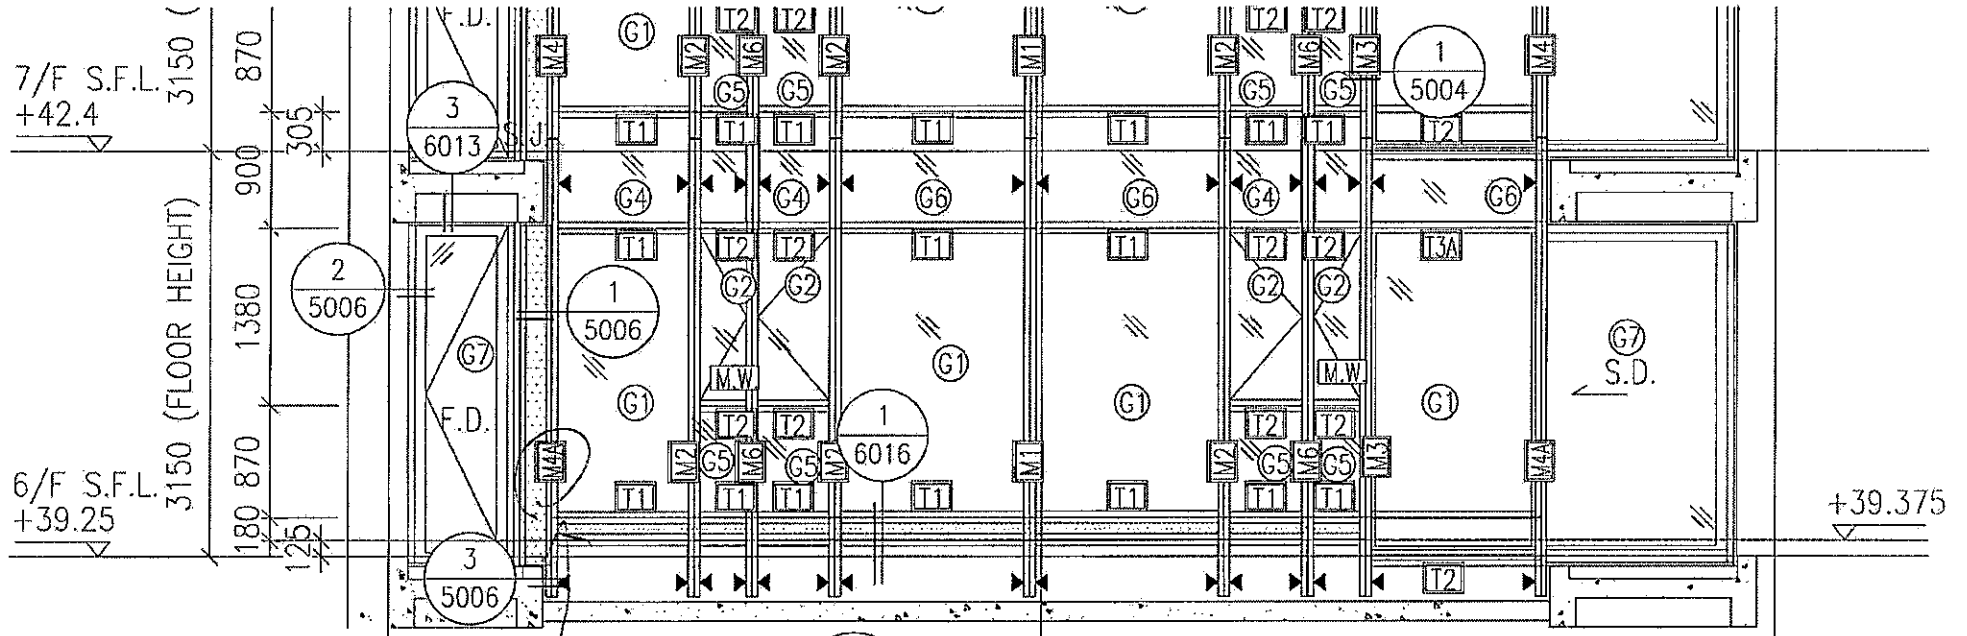 3150 (
870
F.D.
G1
T2
T2
T2
T2
M4
M2
M6
M2
M1
M2
M6
M3
M4
1
5004
7/F S.F.L.
+42.4
G5
G5
G5
G5
3
6013
S.J
305
T1
T1
T1
T1
T1
T1
T1
T2
900
G4
G4
G6
G6
G4
G6
3150 (FLOOR HEIGHT)
T1
T2
T2
T1
T1
T2
T2
T3A
2
5006
1
5006
G2
G2
G2
G2
1380
G7
G7
S.D.
M.W
M.W
G1
G1
G1
G1
F.D.
T2
T2
T2
T2
1
6016
870
M4A
M2
G5
M6
G5
M2
M1
M2
G5
M6
G5
M3
M4A
6/F S.F.L.
+39.25
T1
T1
T1
T1
T1
T1
T1
+39.375
180
125
3
5006
T2